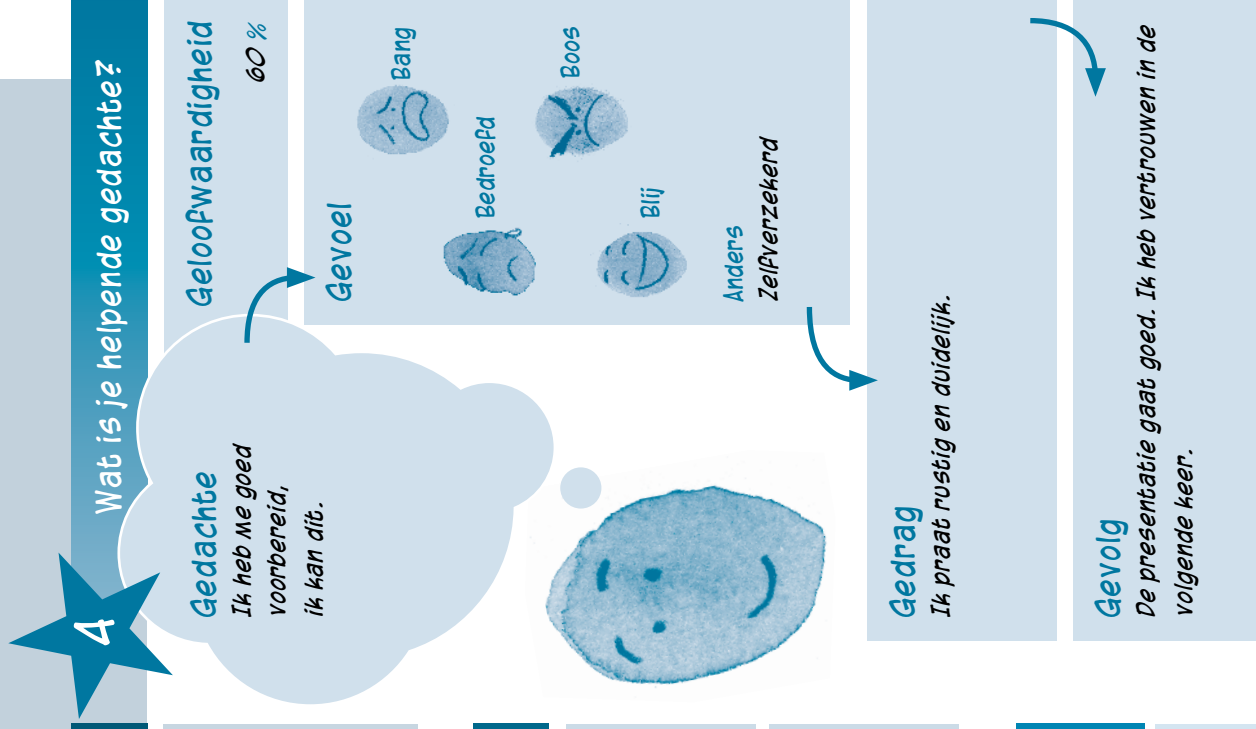 4
Wat is je helpende gedachte?
Gedachte
Ik heb me goed
voorbereid,
ik kan dit.
Geloofwaardigheid
60 %
Gevoel
Bedroefd
Bang
Blij
Boos
Anders
Zelfverzekerd
Gedrag
Ik praat rustig en duidelijk.
Gevolg
De presentatie gaat goed. Ik heb vertrouwen in de
volgende keer.